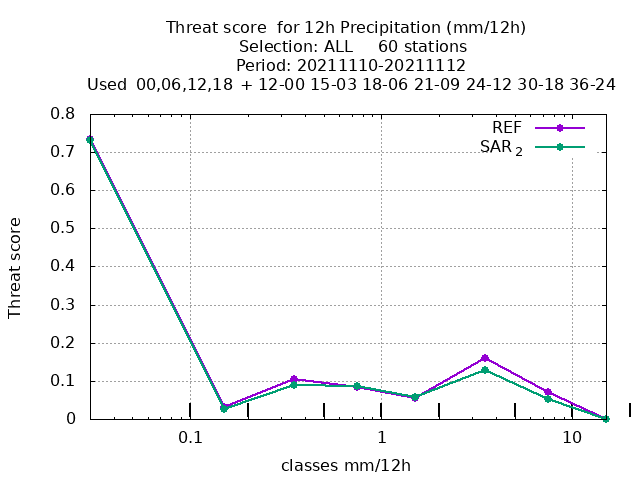 Threat score  for 12h Precipitation (mm/12h)
Selection: ALL     60 stations
Period: 20211110-20211112
Used  00,06,12,18  + 12-00 15-03 18-06 21-09 24-12 30-18 36-24
REF
SAR 2
0.8
0.7
0.6
0.5
0.4
0.3
0.2
0.1
0
Threat score
0.1
1
10
classes mm/12h